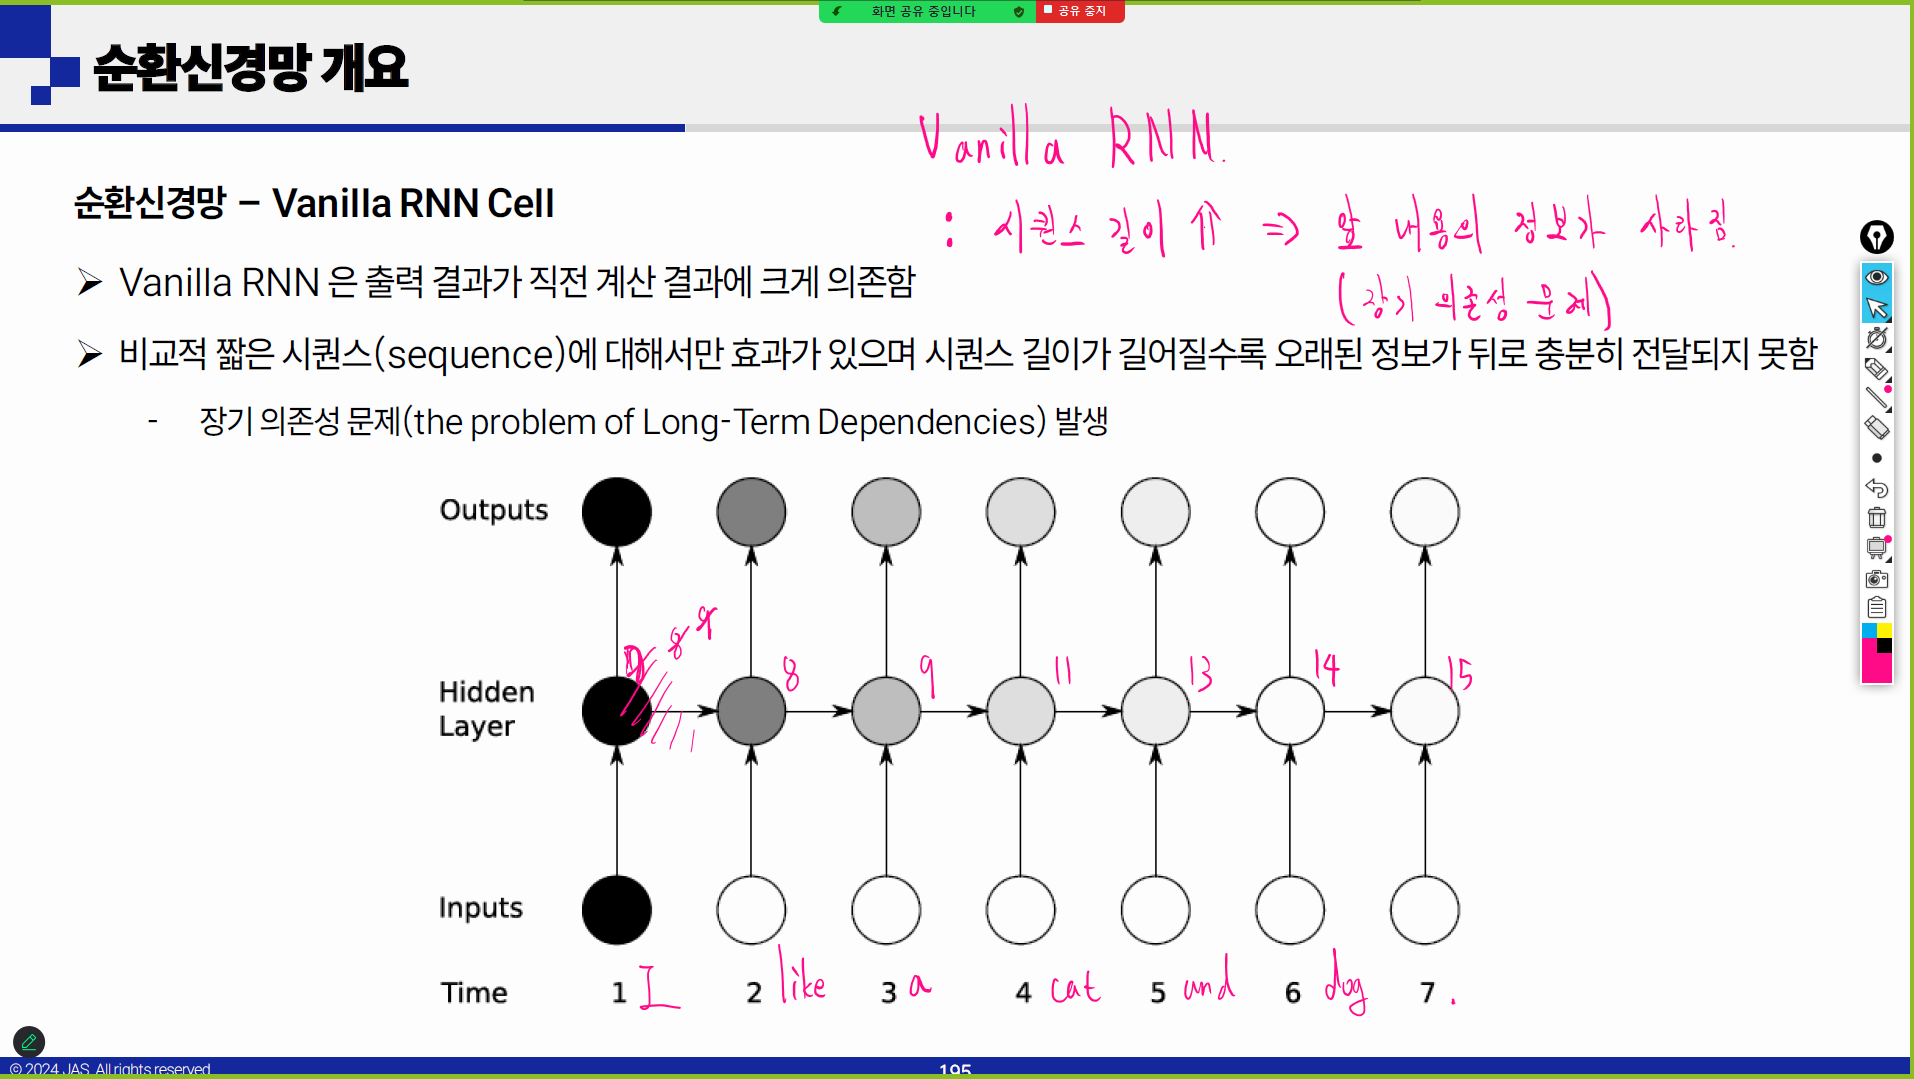 화면 공유 중입니다
공유 중지
순환신경망 개요
Vanilla RNN.
순환신경망 – Vanilla RNN Cell
: 시퀀스 길이 ⇑ ⇒ 앞 내용의 정보가 사라짐.
➢ Vanilla RNN 은 출력 결과가 직전 계산 결과에 크게 의존함
(장기 의존성 문제)
➢ 비교적 짧은 시퀀스(sequence)에 대해서만 효과가 있으며 시퀀스 길이가 길어질수록 오래된 정보가 뒤로 충분히 전달되지 못함
- 장기 의존성 문제(the problem of Long-Term Dependencies) 발생
Outputs
8 9
8 9 11 13 14 15
Hidden
Layer
Inputs
Time 1 I 2 like 3 a 4 cat 5 and 6 dog 7 .
© 2024 JAS. All rights reserved
195